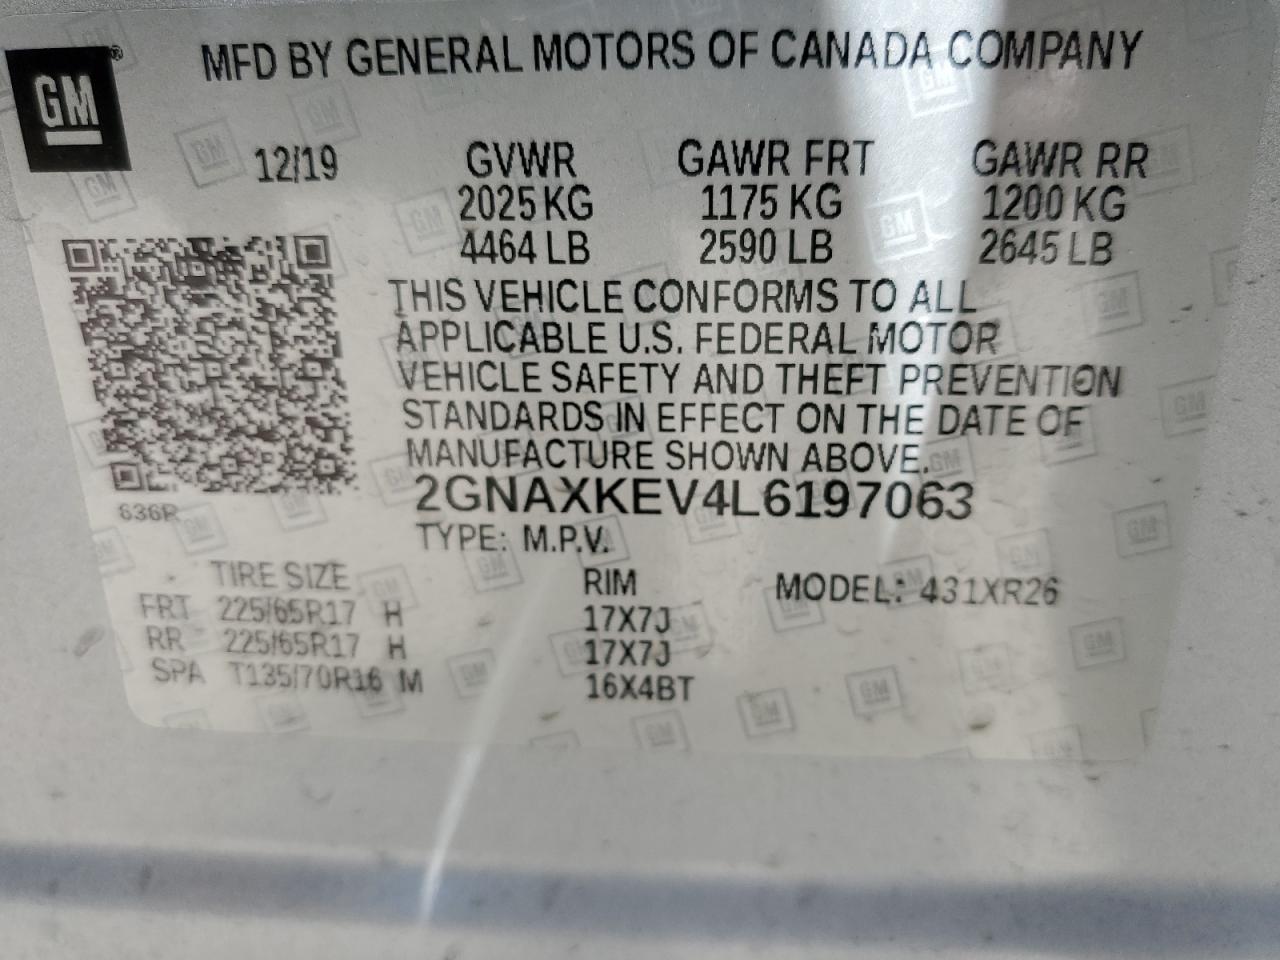 MFD BY GENERAL MOTORS OF CANADA COMPANY
GM®
12/19 GVWR GAWR FRT GAWR RR
2025 KG 1175 KG 1200 KG
4464 LB 2590 LB 2645 LB
THIS VEHICLE CONFORMS TO ALL
APPLICABLE U.S. FEDERAL MOTOR
VEHICLE SAFETY AND THEFT PREVENTION
STANDARDS IN EFFECT ON THE DATE OF
MANUFACTURE SHOWN ABOVE.
2GNAXKEV4L6197063
636R
TYPE: M.P.V.
TIRE SIZE RIM MODEL: 431XR26
FRT 225/65R17 H 17X7J
RR 225/65R17 H 17X7J
SPA T135/70R16 M 16X4BT